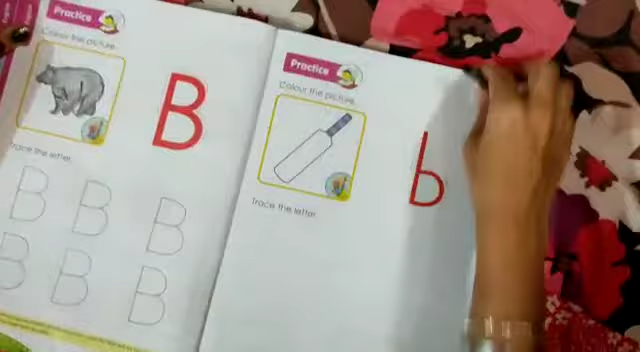 Practice
Colour the picture.
B
Trace the letter.
B B B
B B B
Practice
Colour the picture.
b
Trace the letter.